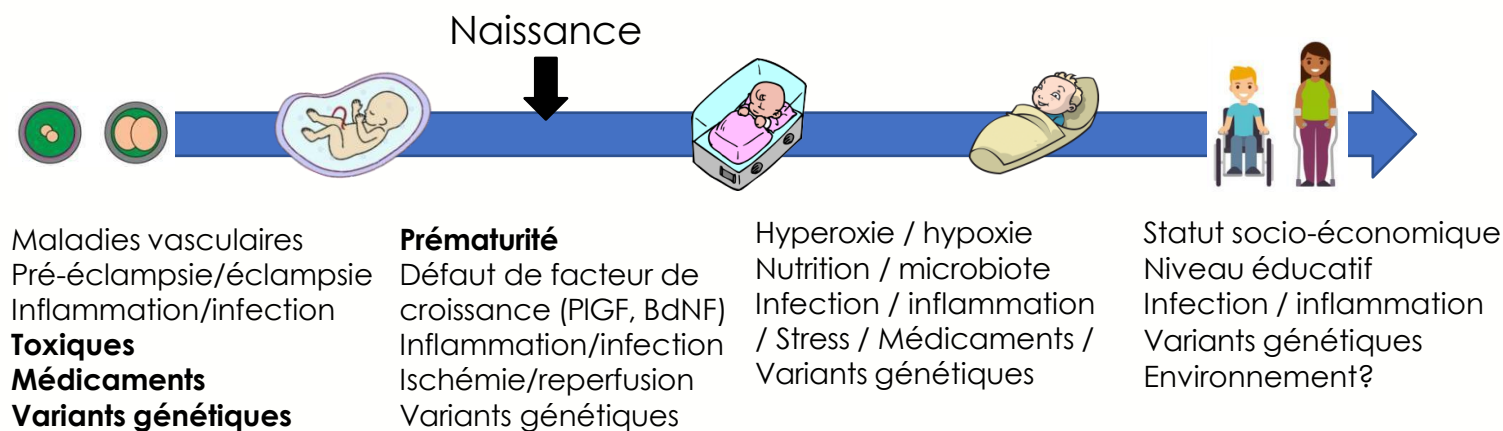 Naissance
Maladies vasculaires
Pré-éclampsie/éclampsie
Inflammation/infection
Toxiques
Médicaments
Variants génétiques
Prématurité
Défaut de facteur de
croissance (PlGF, BdNF)
Inflammation/infection
Ischémie/reperfusion
Variants génétiques
Hyperoxie / hypoxie
Nutrition / microbiote
Infection / inflammation
/ Stress / Médicaments /
Variants génétiques
Statut socio-économique
Niveau éducatif
Infection / inflammation
Variants génétiques
Environnement?